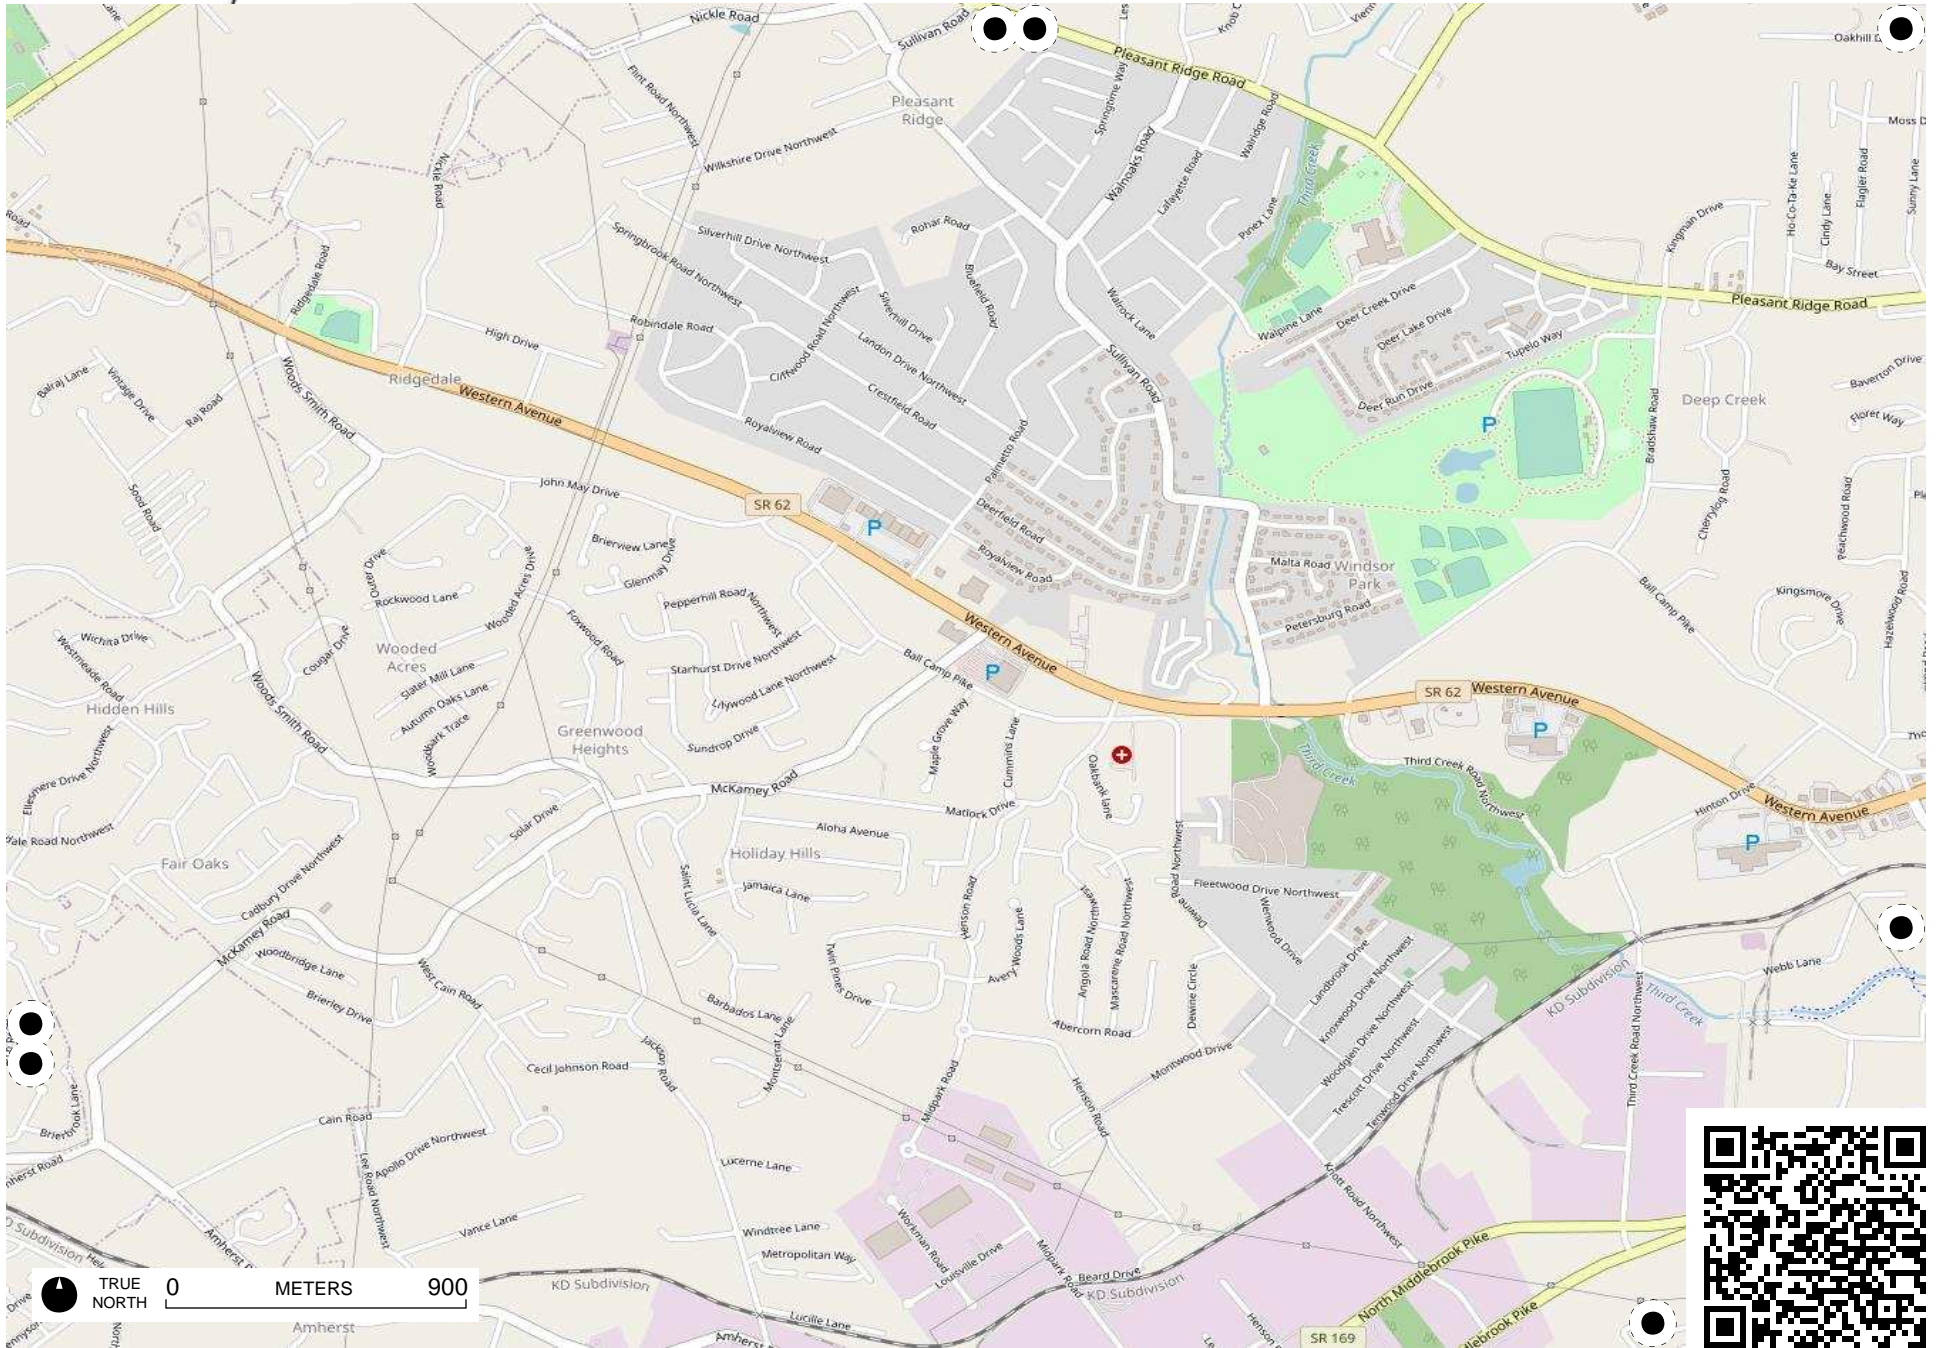 Nickle Road
Sullivan Road
Pleasant Ridge Road
Flint Road Northwest
Pleasant
Ridge
Springtime Way
Walnoaks Road
Walridge Road
Lafayette Road
Third Creek
Moss D
Wilkshire Drive Northwest
Nickle Road
Pinex Lane
Ho-Co-Ta-Ke Lane
Cindy Lane
Flagler Road
Sunny Lane
Road
Rohar Road
Kingman Drive
Springbrook Road Northwest
Silverhill Drive Northwest
Bluefield Road
Bay Street
Ridgedale Road
Silverhill Drive
Walrock Lane
Walpine Lane
Deer Creek Drive
Pleasant Ridge Road
High Drive
Robindale Road
Cliffwood Road Northwest
Landon Drive Northwest
Deer Lake Drive
Tupelo Way
Balraj Lane
Vintage Drive
Raj Road
Woods Smith Road
Ridgedale
Western Avenue
Crestfield Road
Sullivan Road
Deer Run Drive
Baverton Drive
Deep Creek
Floret Way
Royalview Road
Palmetto Road
P
Bradshaw Road
Sood Road
John May Drive
SR 62
P
Deerfield Road
Cherrylog Road
Peachwood Road
Brierview Lane
Glenmay Drive
Royalview Road
Malta Road
Windsor
Park
Ball Camp Pike
Kingsmore Drive
Hazelwood Road
Outer Drive
Rockwood Lane
Wooded Acres Drive
Pepperhill Road Northwest
Petersburg Road
Wichita Drive
Westmeade Road
Cougar Drive
Wooded
Acres
Foxwood Road
Western Avenue
Slater Mill Lane
Starhurst Drive Northwest
Ball Camp Pike
P
Autumn Oaks Lane
Lilywood Lane Northwest
SR 62
Western Avenue
Hidden Hills
Woods Smith Road
Woodbark Trace
Greenwood
Heights
Sundrop Drive
Maple Grove Way
Cummins Lane
P
Ellesmere Drive Northwest
Oakbank lane
Third Creek
Third Creek Road Northwest
McKamey Road
Matlock Drive
Hinton Drive
Western Avenue
dale Road Northwest
Solar Drive
Aloha Avenue
P
Fair Oaks
Holiday Hills
Road Northwest
Cadbury Drive Northwest
Saint Lucia Lane
Jamaica Lane
Henson Road
Fleetwood Drive Northwest
McKamey Road
Avery Woods Lane
Angola Road Northwest
Mascarene Road Northwest
Dewine
Wenwood Drive
Woodbridge Lane
West Cain Road
Twin Pines Drive
Landbrook Drive
Knoxwood Drive Northwest
Webb Lane
Brierley Drive
Barbados Lane
Dewine Circle
Woodglen Drive Northwest
KD Subdivision
Third Creek
Abercorn Road
Trescott Drive Northwest
Third Creek Road Northwest
Montserrat Lane
Jackson Road
Cecil Johnson Road
Midpark Road
Montwood Drive
Tenwood Drive Northwest
Henson Road
Brierbrook Lane
Cain Road
Apollo Drive Northwest
Lee Road Northwest
Lucerne Lane
Knott Road Northwest
Vance Lane
Windtree Lane
Workman Road
Metropolitan Way
Louisville Drive
Midpark Road
Beard Drive
North Middlebrook Pike
KD Subdivision
KD Subdivision
TRUE
NORTH
0 METERS 900
Amherst
Lucille Lane
SR 169